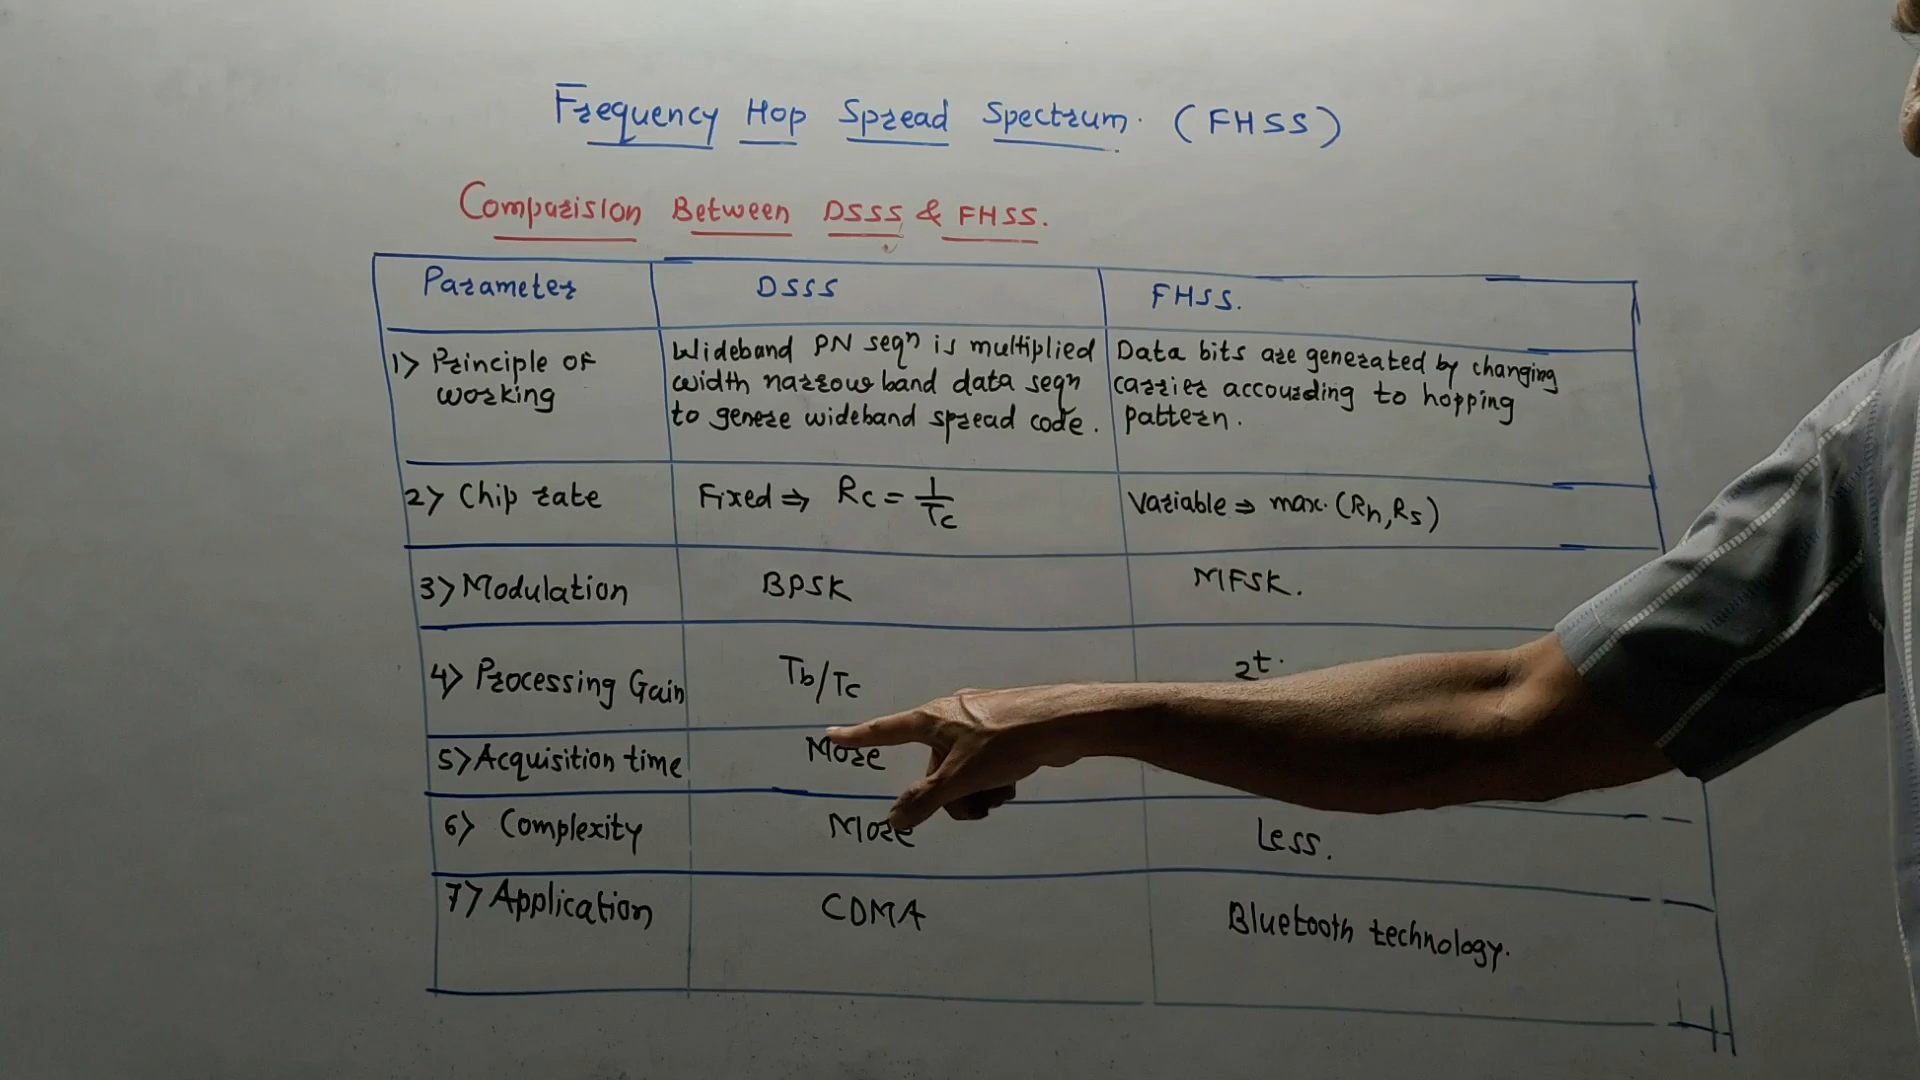 Frequency Hop Spread Spectrum. (FHSS)
Comparision Between DSSS & FHSS.
Parameter DSSS FHSS.
1) Principle of working
Wideband PN seqn is multiplied
width narrow band data seqn
to genere wideband spread code.
Data bits are generated by changing
carrier accourding to hopping
pattern.
2) Chip rate Fixed ⇒ Rc = 1/Tc Variable ⇒ max. (Rh, Rs)
3) Modulation BPSK MFSK.
4) Processing Gain Tb/Tc 2t.
5) Acquisition time More
6) Complexity More Less.
7) Application CDMA Bluetooth technology.